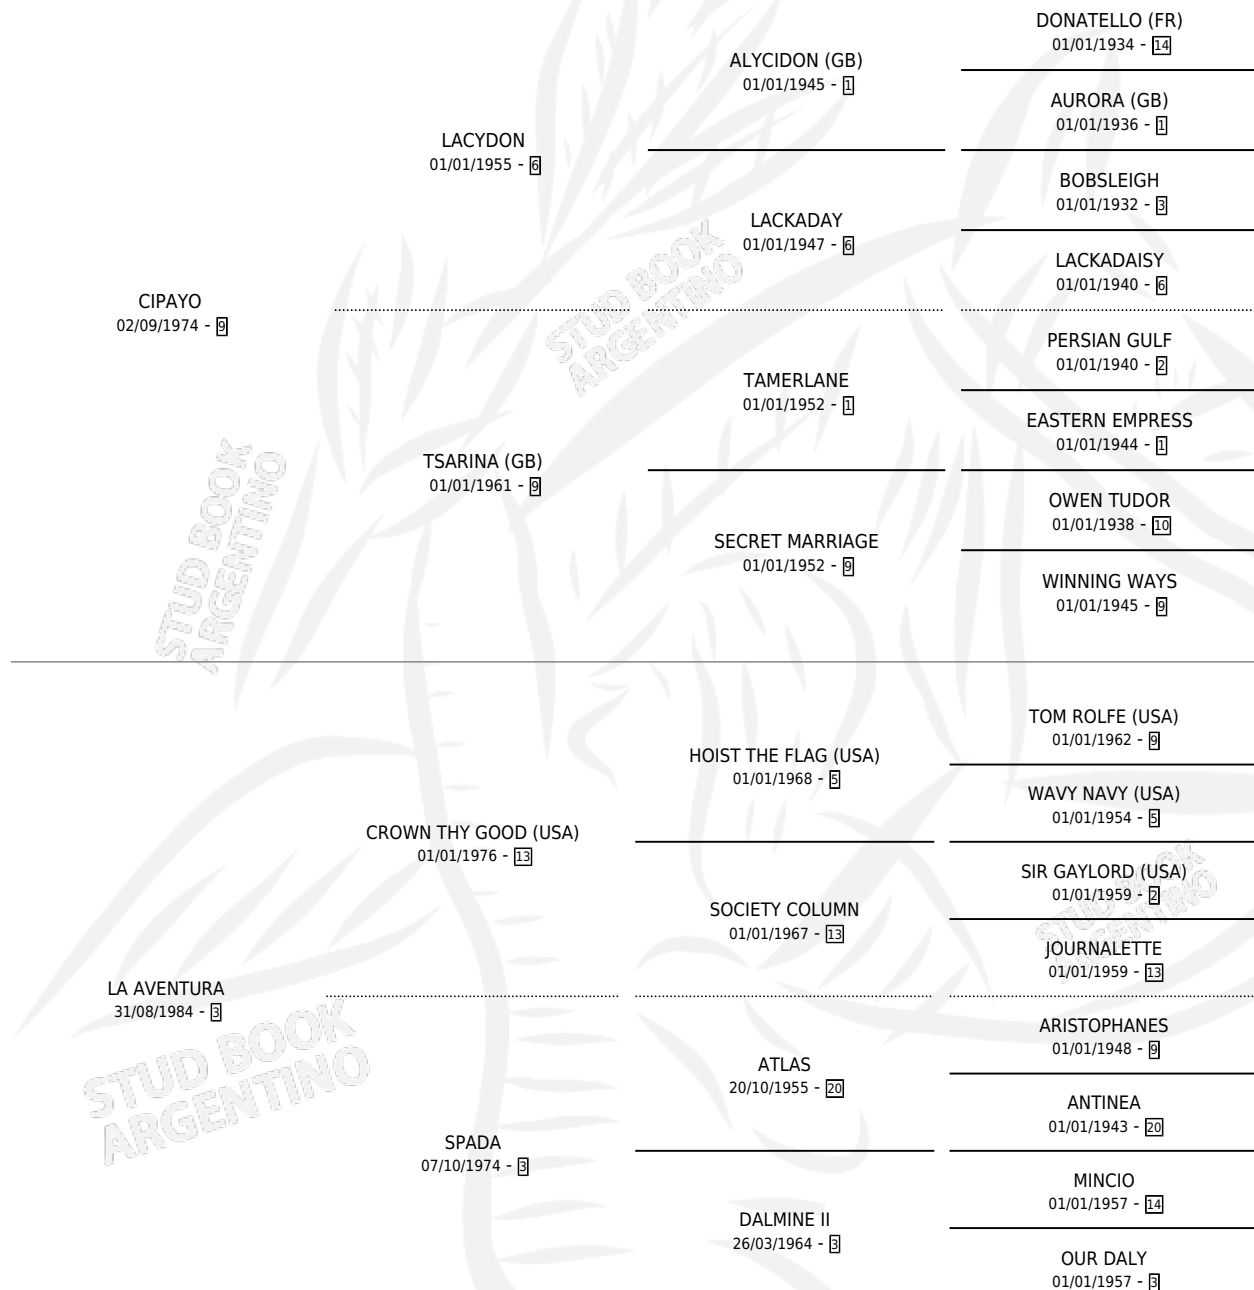 DONATELLO (FR)
01/01/1934 - 14
ALYCIDON (GB)
01/01/1945 - 1
AURORA (GB)
01/01/1936 - 1
LACYDON
01/01/1955 - 6
BOBSLEIGH
01/01/1932 - 3
LACKADAY
01/01/1947 - 6
LACKADAISY
01/01/1940 - 6
CIPAYO
02/09/1974 - 9
PERSIAN GULF
01/01/1940 - 2
TAMERLANE
01/01/1952 - 1
EASTERN EMPRESS
01/01/1944 - 1
TSARINA (GB)
01/01/1961 - 9
OWEN TUDOR
01/01/1938 - 10
SECRET MARRIAGE
01/01/1952 - 9
WINNING WAYS
01/01/1945 - 9
TOM ROLFE (USA)
01/01/1962 - 9
HOIST THE FLAG (USA)
01/01/1968 - 5
WAVY NAVY (USA)
01/01/1954 - 5
CROWN THY GOOD (USA)
01/01/1976 - 13
SIR GAYLORD (USA)
01/01/1959 - 2
SOCIETY COLUMN
01/01/1967 - 13
JOURNALETTE
01/01/1959 - 13
LA AVENTURA
31/08/1984 - 3
ARISTOPHANES
01/01/1948 - 9
ATLAS
20/10/1955 - 20
ANTINEA
01/01/1943 - 20
SPADA
07/10/1974 - 3
MINCIO
01/01/1957 - 14
DALMINE II
26/03/1964 - 3
OUR DALY
01/01/1957 - 3
STUD BOOK
ARGENTINO
STUD BOOK
ARGENTINO
STUD BOOK
ARGENTINO
STUD BOOK
ARGENTINO